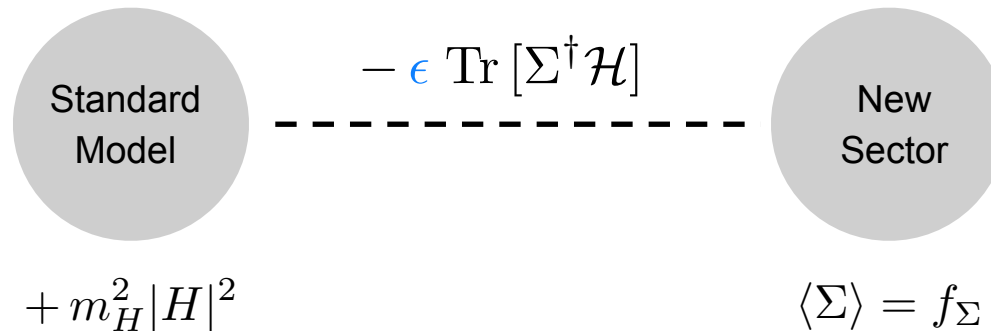 − ϵ Tr [Σ†ℋ]
Standard
Model
New
Sector
+ m_H^2|H|^2
⟨Σ⟩ = f_Σ